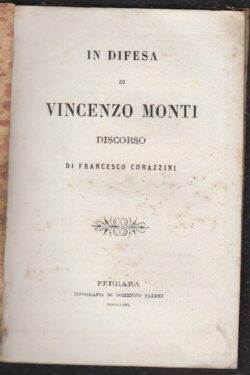 IN DIFESA
DI
VINCENZO MONTI
DISCORSO
DI FRANCESCO CORAZZINI
FERRARA
TIPOGRAFIA DI DOMENICO TADDEI